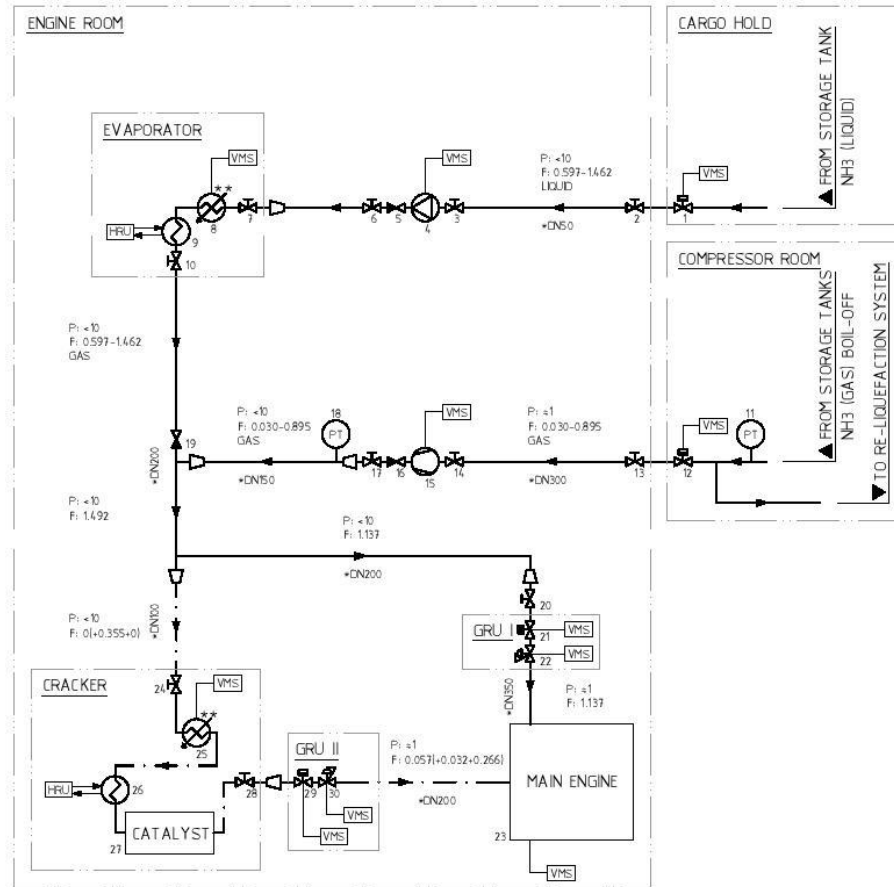 ENGINE ROOM
CARGO HOLD
FROM STORAGE TANK
NH3 (LIQUID)
VMS
1
EVAPORATOR
VMS
**
8
7
HRU
9
10
6
5
VMS
4
3
P: <10
F: 0.597-1.462
LIQUID
*DN50
2
COMPRESSOR ROOM
FROM STORAGE TANKS
NH3 (GAS) BOIL-OFF
TO RE-LIQUEFACTION SYSTEM
11
PT
VMS
12
13
P: <10
F: 0.597-1.462
GAS
19
*DN200
P: <10
F: 0.030-0.895
GAS
*DN150
18
PT
17
16
VMS
15
14
P: ≤1
F: 0.030-0.895
GAS
*DN300
P: <10
F: 1.492
P: <10
F: 1.137
*DN200
*DN100
P: <10
F: 0(+0.355+0)
20
GRU I
21
VMS
22
VMS
*DN350
P: ≤1
F: 1.137
CRACKER
24
VMS
**
25
HRU
26
CATALYST
27
28
GRU II
29
30
VMS
VMS
P: ≤1
F: 0.057(+0.032+0.266)
*DN200
MAIN ENGINE
23
VMS